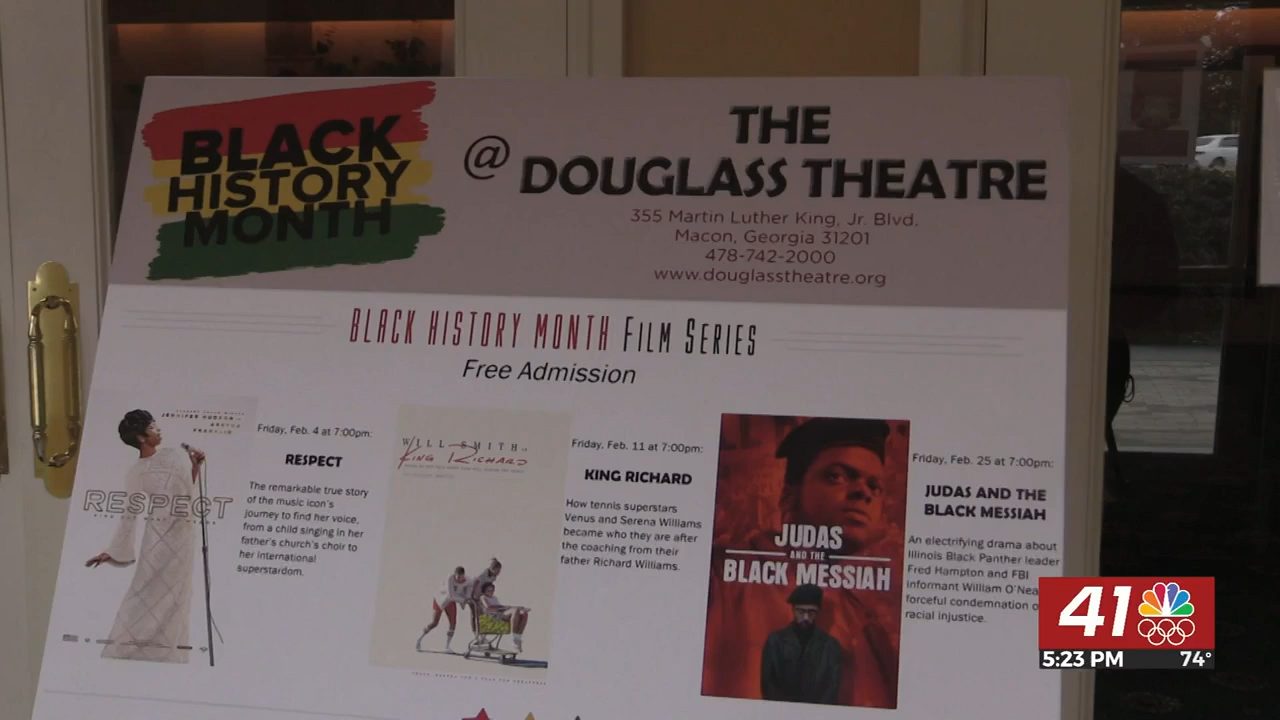 BLACK
HISTORY
MONTH
@
THE
DOUGLASS THEATRE
355 Martin Luther King, Jr. Blvd.
Macon, Georgia 31201
478-742-2000
www.douglasstheatre.org
BLACK HISTORY MONTH FILM SERIES
Free Admission
JENNIFER HUDSON
ARETHA
FRANKLIN
RESPECT
Friday, Feb. 4 at 7:00pm:
RESPECT
The remarkable true story
of the music icon's
journey to find her voice,
from a child singing in her
father's church's choir to
her international
superstardom.
WILL SMITH
King Richard
Friday, Feb. 11 at 7:00pm:
KING RICHARD
How tennis superstars
Venus and Serena Williams
became who they are after
the coaching from their
father Richard Williams.
JUDAS
AND THE
BLACK MESSIAH
Friday, Feb. 25 at 7:00pm:
JUDAS AND THE
BLACK MESSIAH
An electrifying drama about
Illinois Black Panther leader
Fred Hampton and FBI
informant William O'Nea
forceful condemnation
racial injustice.
41
5:23 PM 74°